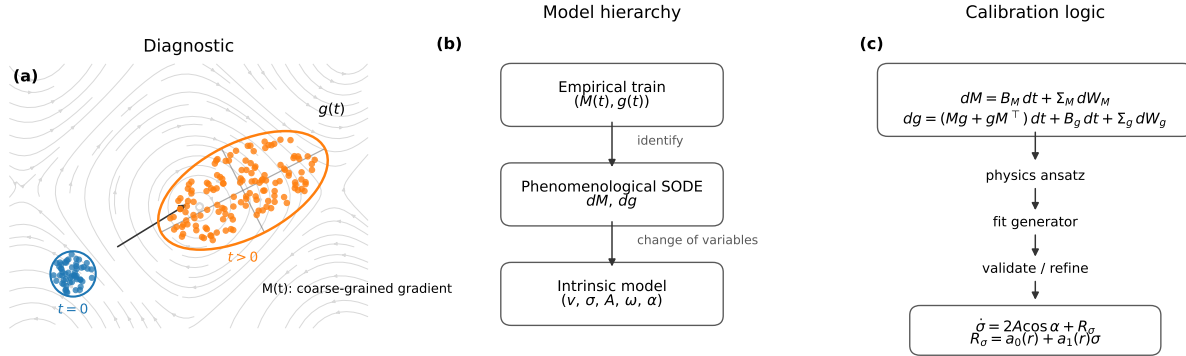 Diagnostic
(a)
g(t)
t > 0
t = 0
M(t): coarse-grained gradient
Model hierarchy
(b)
Empirical train
(M(t), g(t))
identify
Phenomenological SODE
dM, dg
change of variables
Intrinsic model
(v, σ, A, ω, α)
Calibration logic
(c)
dM = B_M dt + Σ_M dW_M
dg = (Mg + gM^⊤) dt + B_g dt + Σ_g dW_g
physics ansatz
fit generator
validate / refine
σ̇ = 2A cos α + R_σ
R_σ = a_0(r) + a_1(r)σ